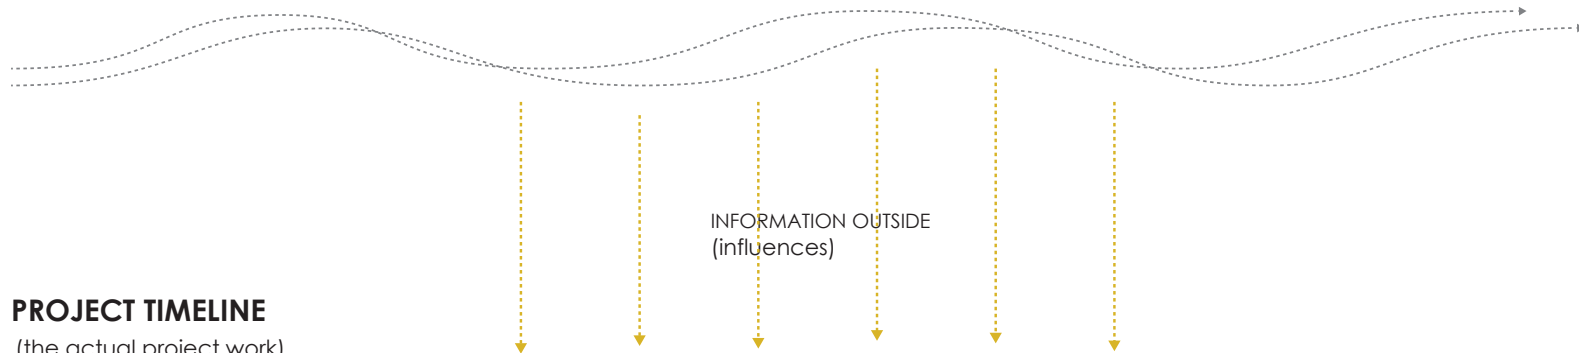 INFORMATION OUTSIDE
(influences)
PROJECT TIMELINE
(the actual project work)